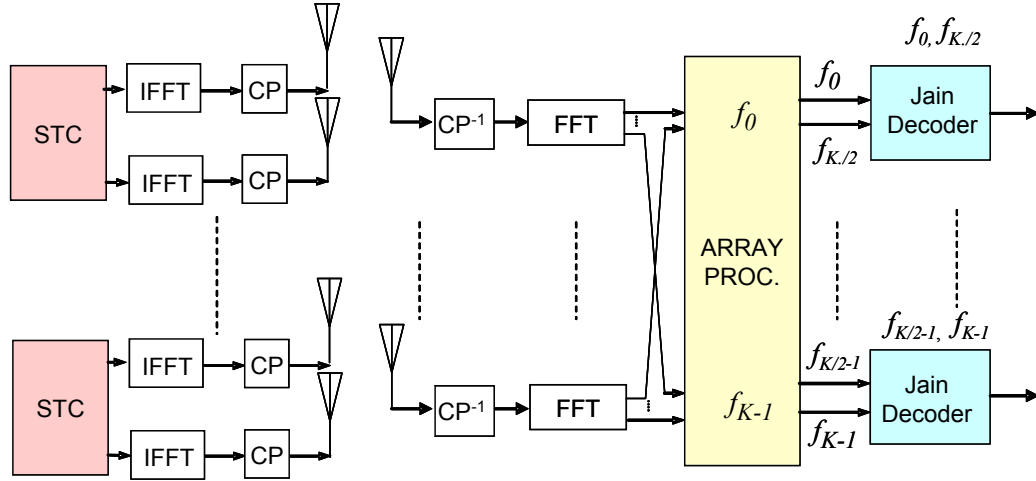 STC
IFFT
CP
IFFT
CP
CP-1
FFT
f0
f0
fK./2
f0, fK./2
Jain
Decoder
ARRAY
PROC.
STC
IFFT
CP
IFFT
CP
CP-1
FFT
fK-1
fK/2-1
fK-1
fK/2-1, fK-1
Jain
Decoder